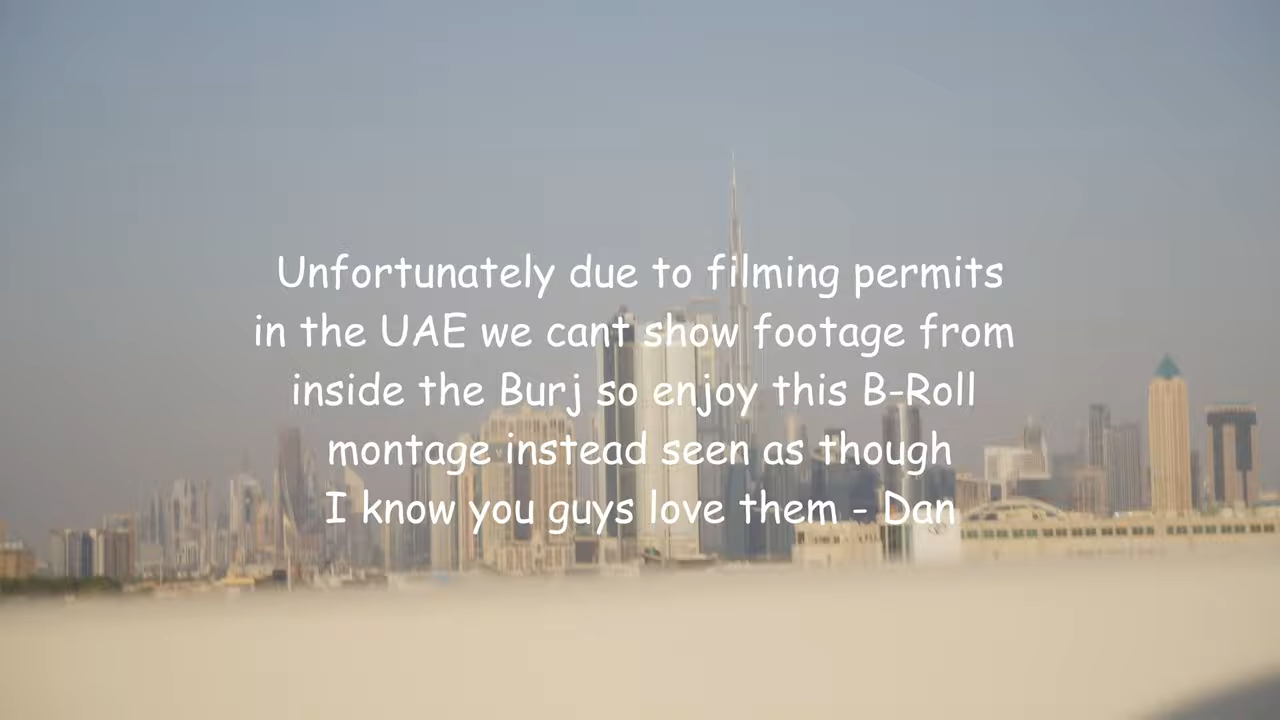 Unfortunately due to filming permits
in the UAE we cant show footage from
inside the Burj so enjoy this B-Roll
montage instead seen as though
I know you guys love them - Dan